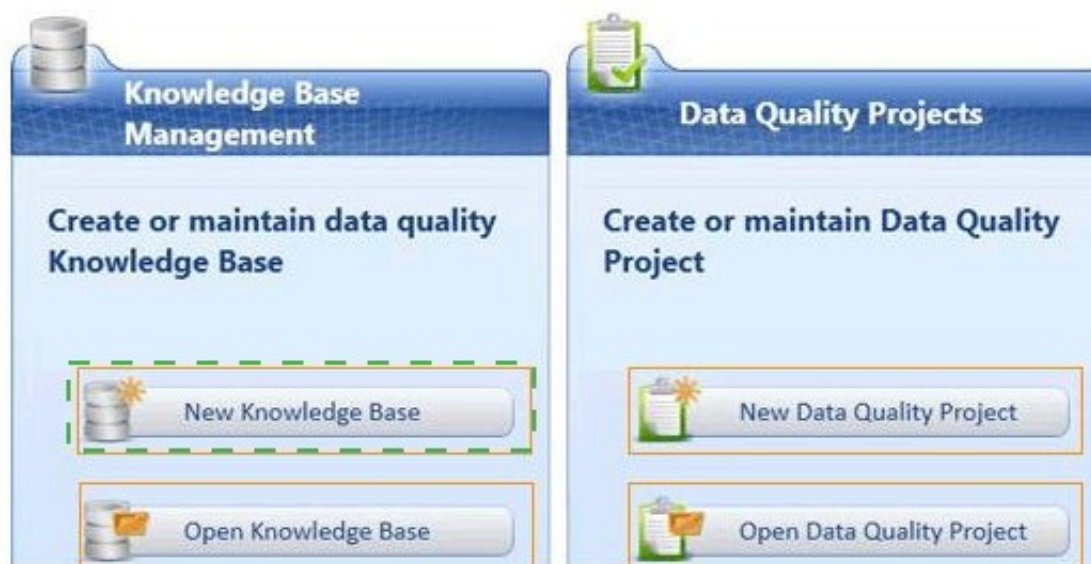 Knowledge Base
Management
Create or maintain data quality
Knowledge Base
New Knowledge Base
Open Knowledge Base
Data Quality Projects
Create or maintain Data Quality
Project
New Data Quality Project
Open Data Quality Project